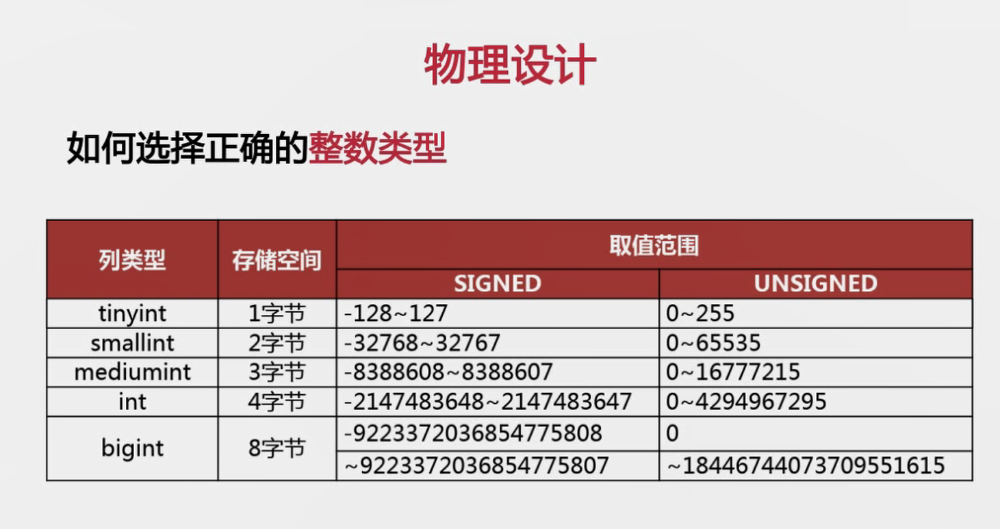 物理设计
如何选择正确的整数类型
列类型 存储空间 取值范围
SIGNED UNSIGNED
tinyint 1字节 -128~127 0~255
smallint 2字节 -32768~32767 0~65535
mediumint 3字节 -8388608~8388607 0~16777215
int 4字节 -2147483648~2147483647 0~4294967295
bigint 8字节 -9223372036854775808 0
~9223372036854775807 ~18446744073709551615